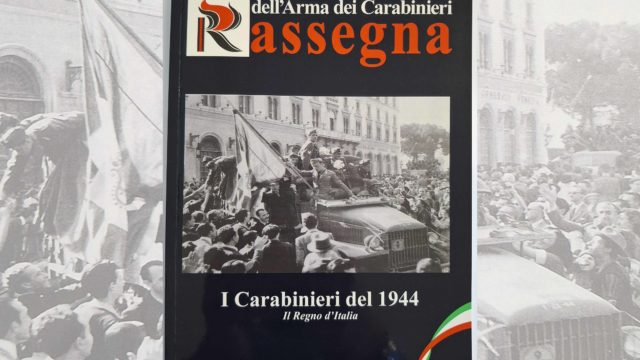 dell'Arma dei Carabinieri
Rassegna
I Carabinieri del 1944
Il Regno d'Italia